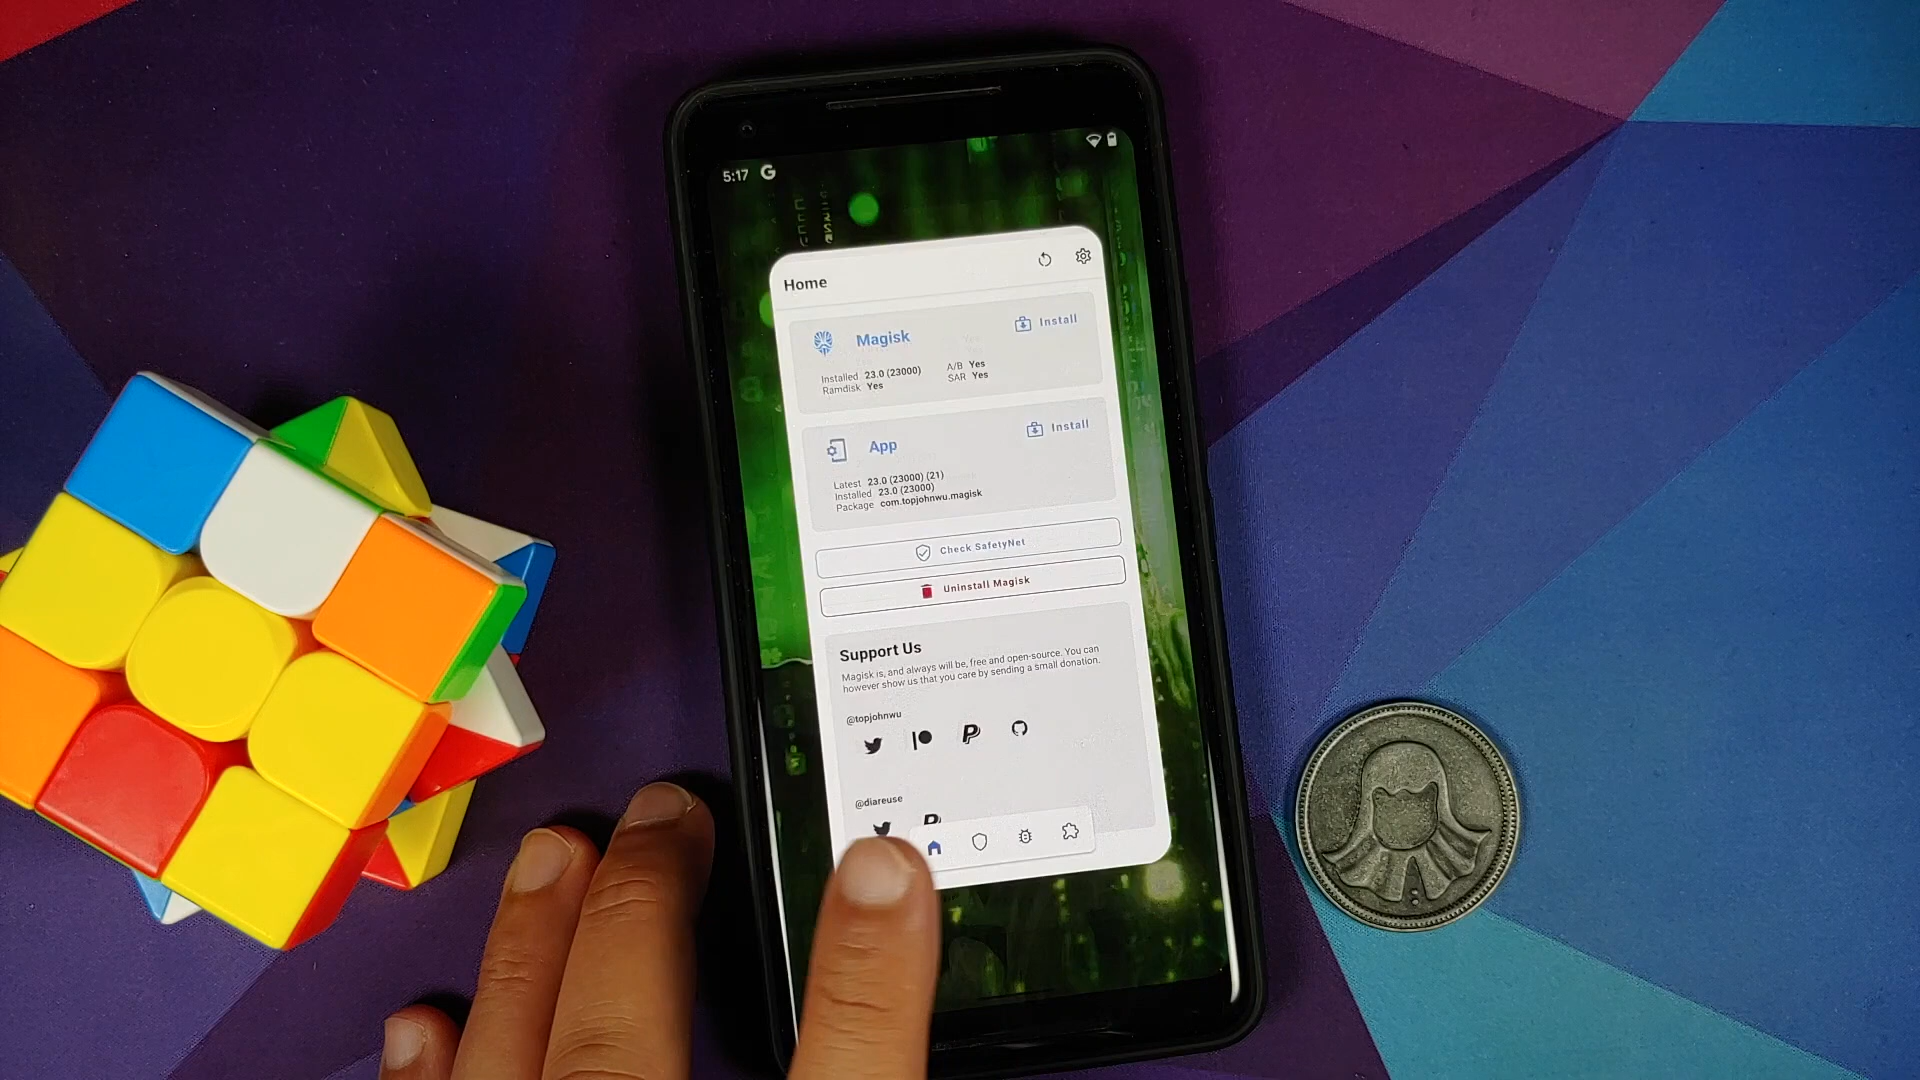 5:17 G
Home
Magisk
Install
Installed 23.0 (23000)
A/B Yes
Ramdisk Yes
SAR Yes
App
Install
Latest 23.0 (23000) (21)
Installed 23.0 (23000)
Package com.topjohnwu.magisk
Check SafetyNet
Uninstall Magisk
Support Us
Magisk is, and always will be, free and open-source. You can
however show us that you care by sending a small donation.
@topjohnwu
@diareuse